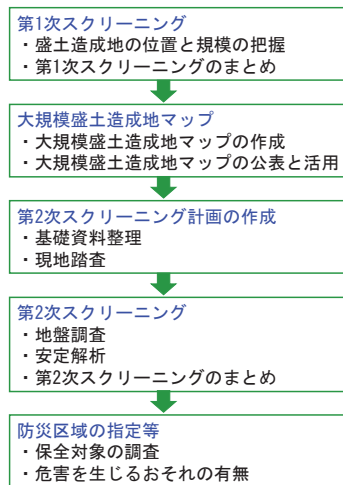 第1次スクリーニング
・盛土造成地の位置と規模の把握
・第1次スクリーニングのまとめ
大規模盛土造成地マップ
・大規模盛土造成地マップの作成
・大規模盛土造成地マップの公表と活用
第2次スクリーニング計画の作成
・基礎資料整理
・現地踏査
第2次スクリーニング
・地盤調査
・安定解析
・第2次スクリーニングのまとめ
防災区域の指定等
・保全対象の調査
・危害を生じるおそれの有無